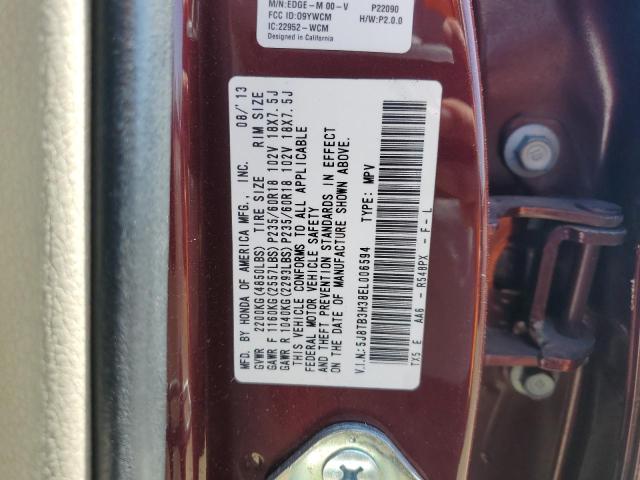 M/N:EDGE-M 00-V P22090
FCC ID:O9YWCM H/W:P2.0.0
IC:22952-WCM
Designed in California
MFD. BY HONDA OF AMERICA MFG., INC. 08/'13
GVWR 2200KG(4850LBS) TIRE SIZE RIM SIZE
GAWR F 1160KG(2557LBS) P235/60R18 102V 18X7.5J
GAWR R 1040KG(2293LBS) P235/60R18 102V 18X7.5J
THIS VEHICLE CONFORMS TO ALL APPLICABLE
FEDERAL MOTOR VEHICLE SAFETY
AND THEFT PREVENTION STANDARDS IN EFFECT
ON THE DATE OF MANUFACTURE SHOWN ABOVE.
V.I.N.:5J8TB3H38EL006594 TYPE: MPV
TX5 E AA6 - R548PX - F - L